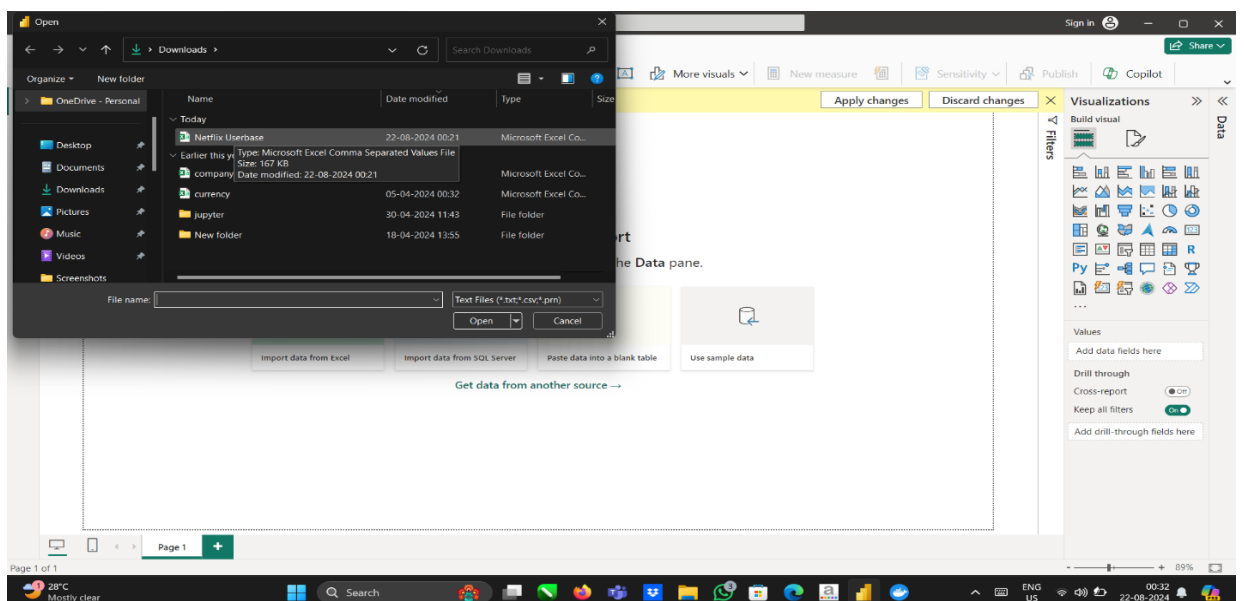 Open
Sign in
Downloads
Search Downloads
Share
Organize
New folder
More visuals
New measure
Sensitivity
Publish
Copilot
OneDrive - Personal
Name
Date modified
Type
Size
Apply changes
Discard changes
Visualizations
Data
Today
Build visual
Filters
Netflix Userbase
22-08-2024 00:21
Microsoft Excel Co...
Desktop
Earlier this y
Type: Microsoft Excel Comma Separated Values File
Size: 167 KB
Date modified: 22-08-2024 00:21
Documents
company
Microsoft Excel Co...
Downloads
currency
05-04-2024 00:32
Microsoft Excel Co...
Pictures
jupyter
30-04-2024 11:43
File folder
Music
New folder
18-04-2024 13:55
File folder
rt
Videos
he Data pane.
Screenshots
File name:
Text Files (*.txt;*.csv;*.prn)
Open
Cancel
123
R
Py
...
Import data from Excel
Import data from SQL Server
Paste data into a blank table
Use sample data
Get data from another source →
Values
Add data fields here
Drill through
Cross-report
Off
Keep all filters
On
Add drill-through fields here
Page 1
Page 1 of 1
- + 89%
1
28°C
Mostly clear
Search
9
a
ENG
US
00:32
22-08-2024